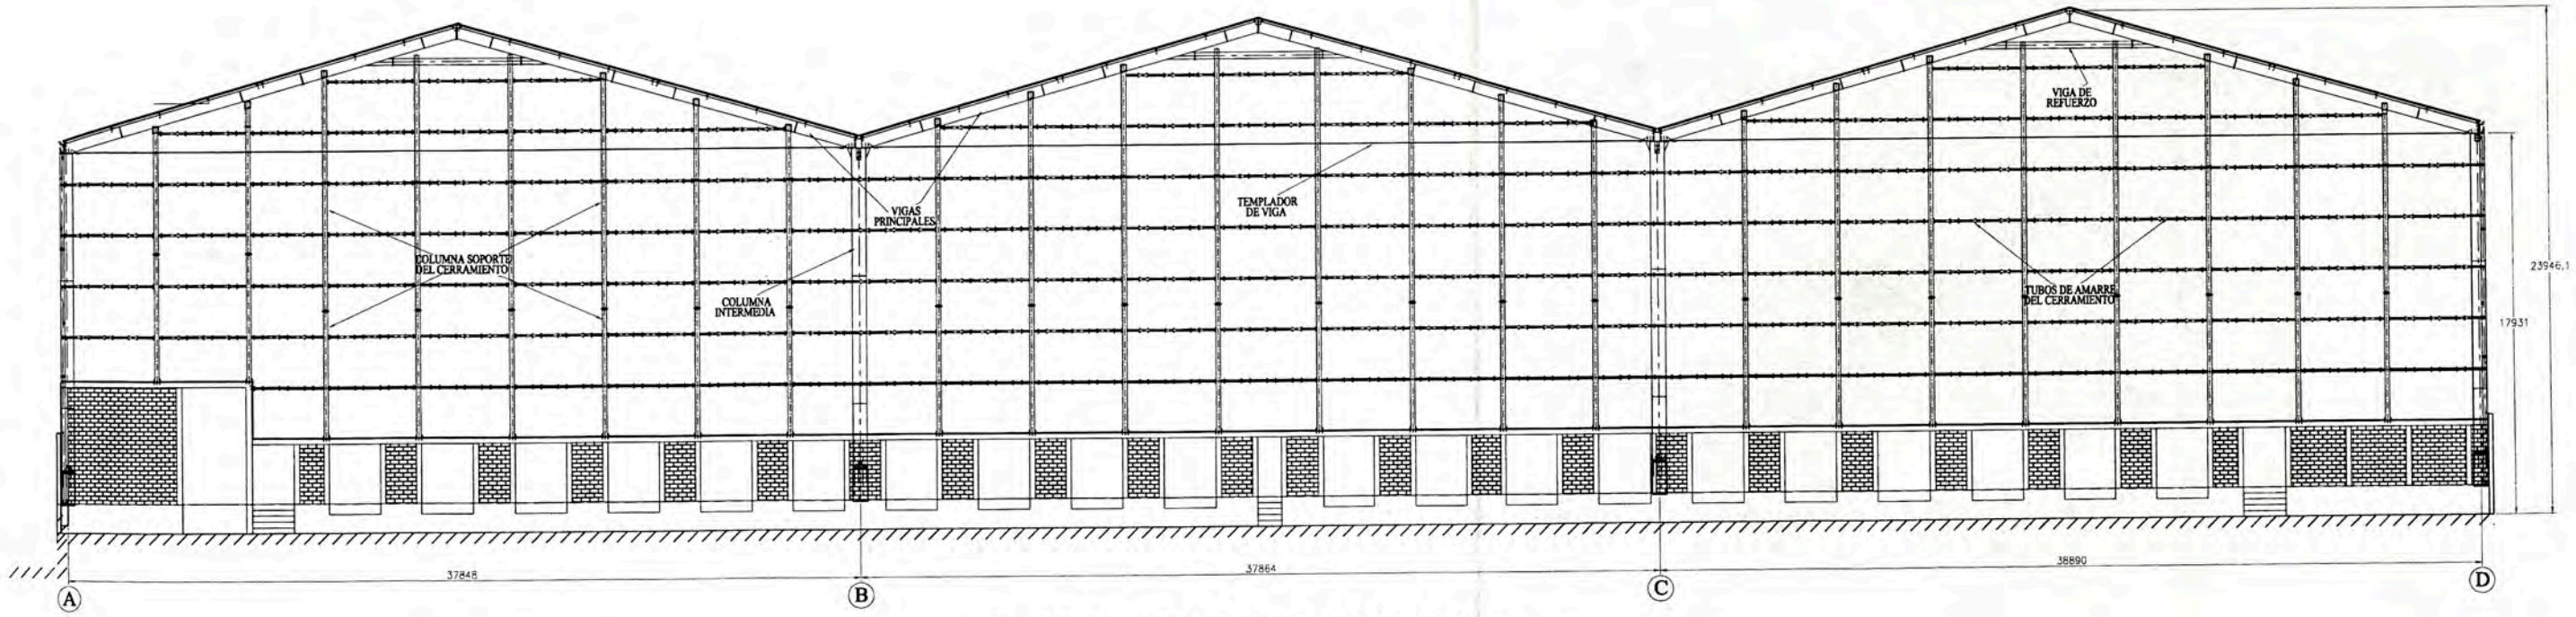 VIGA DE
REFUERZO
VIGAS
PRINCIPALES
TEMPLADOR
DE VIGA
COLUMNA SOPORTE
DEL CERRAMIENTO
COLUMNA
INTERMEDIA
TUBOS DE AMARRE
DEL CERRAMIENTO
23946,1
17931
37848
37864
38890
A
B
C
D